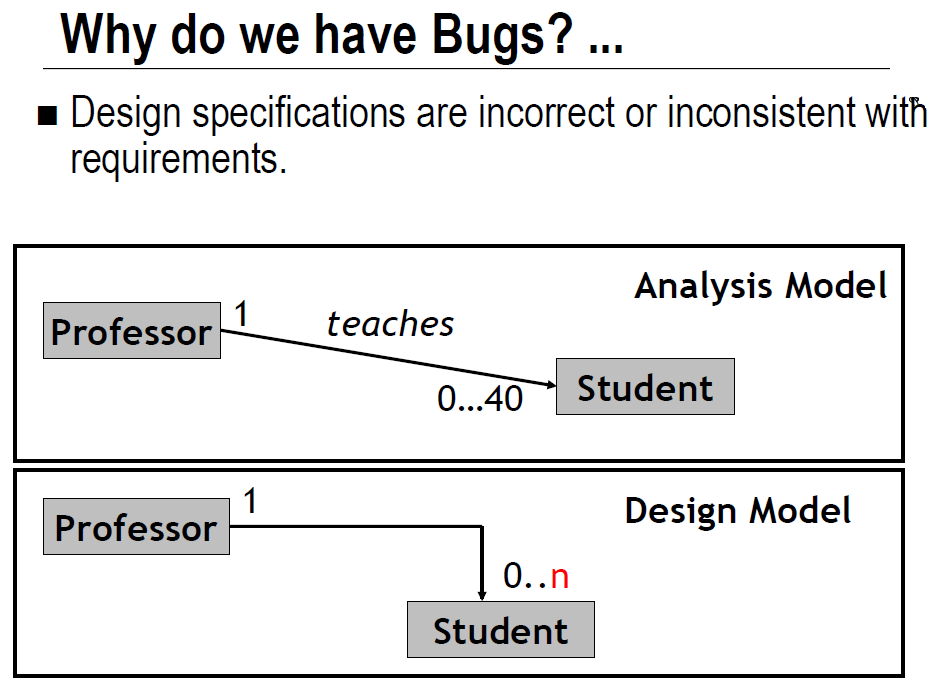 Why do we have Bugs? ...
■ Design specifications are incorrect or inconsistent with
requirements.
Analysis Model
Professor
1
teaches
0...40
Student
Design Model
Professor
1
0..n
Student